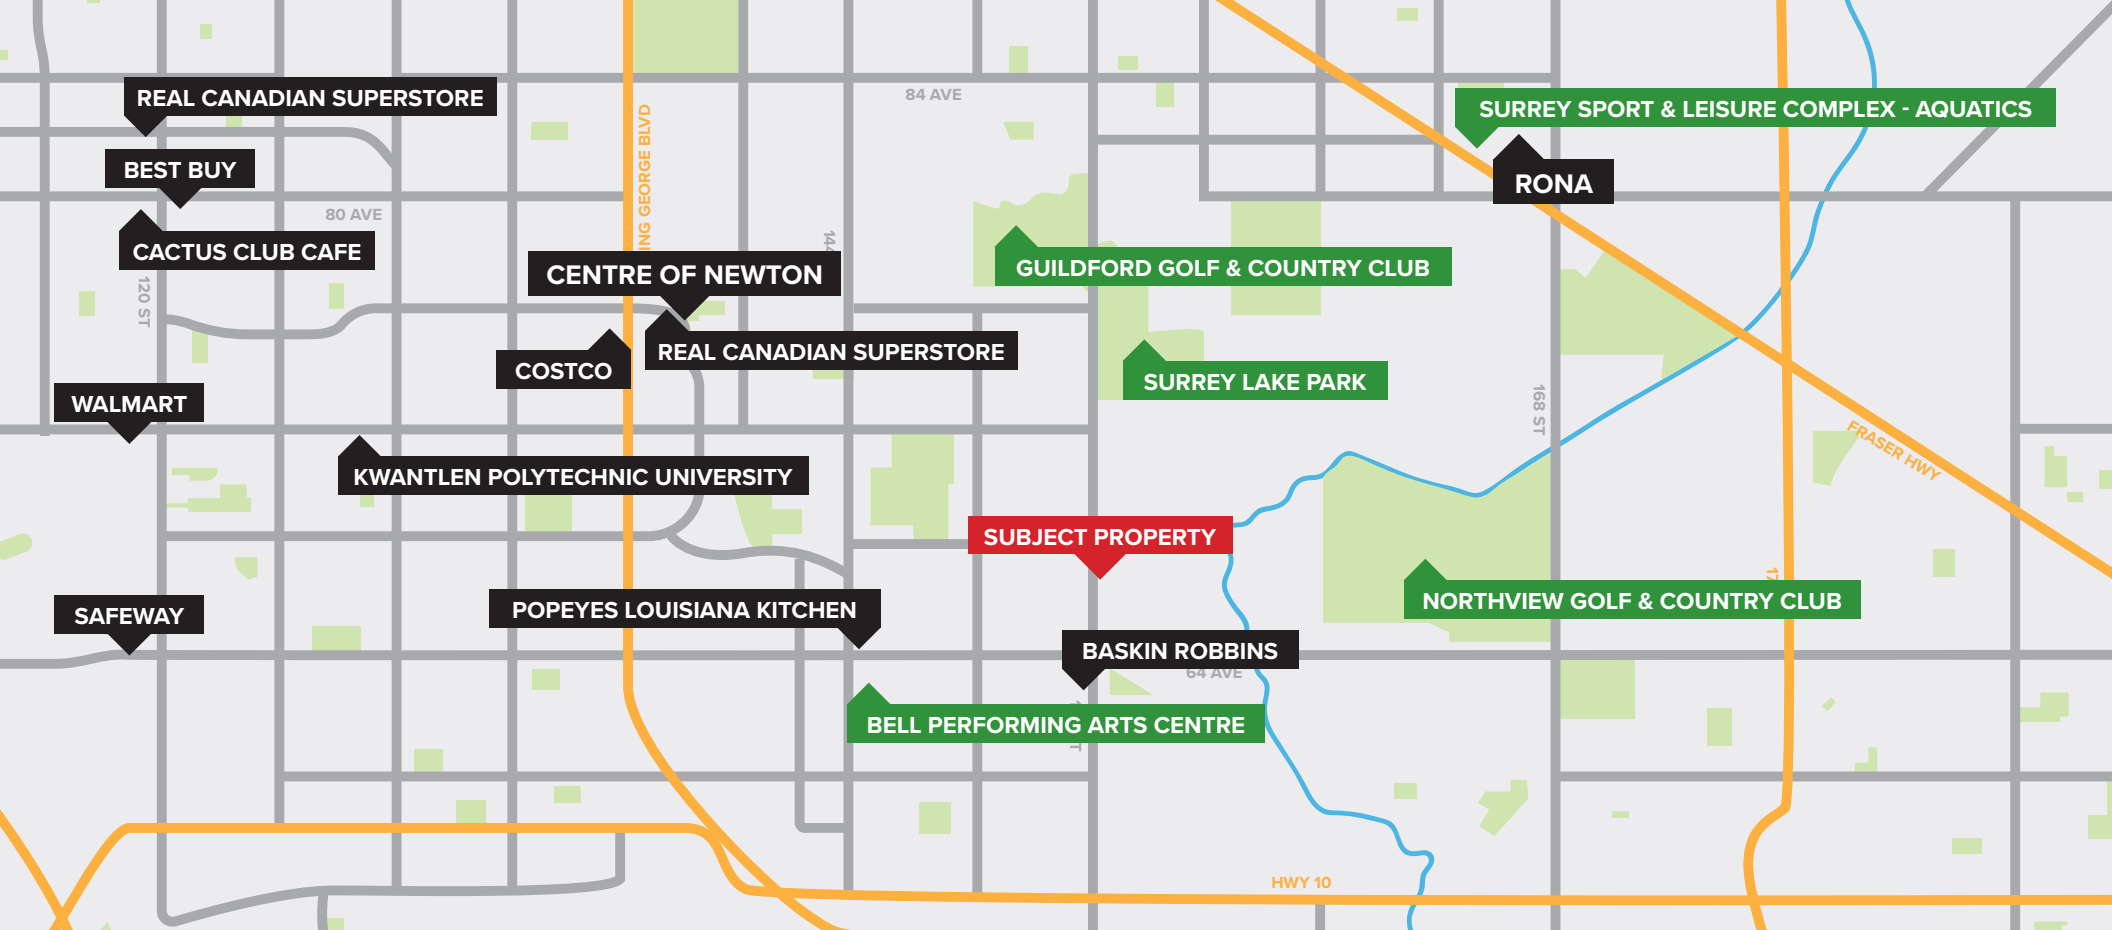 84 AVE
REAL CANADIAN SUPERSTORE
SURREY SPORT & LEISURE COMPLEX - AQUATICS
BEST BUY
RONA
80 AVE
CACTUS CLUB CAFE
GEORGE BLVD
CENTRE OF NEWTON
GUILDFORD GOLF & COUNTRY CLUB
120 ST
REAL CANADIAN SUPERSTORE
COSTCO
SURREY LAKE PARK
WALMART
168 ST
FRASER HWY
KWANTLEN POLYTECHNIC UNIVERSITY
SUBJECT PROPERTY
NORTHVIEW GOLF & COUNTRY CLUB
POPEYES LOUISIANA KITCHEN
SAFEWAY
BASKIN ROBBINS
64 AVE
BELL PERFORMING ARTS CENTRE
HWY 10